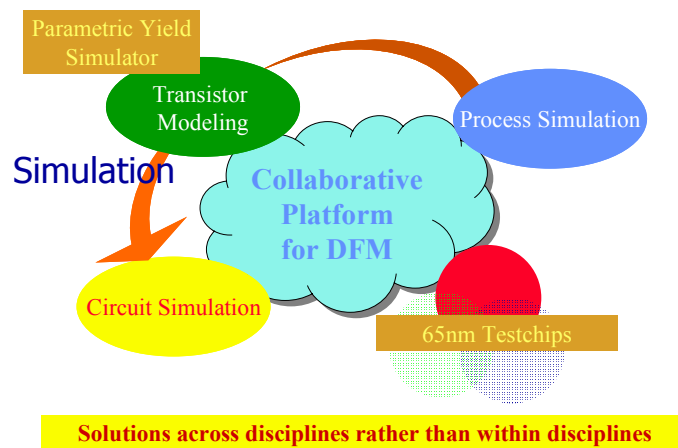 Parametric Yield
Simulator
Transistor
Modeling
Process Simulation
Simulation
Collaborative
Platform
for DFM
Circuit Simulation
65nm Testchips
Solutions across disciplines rather than within disciplines